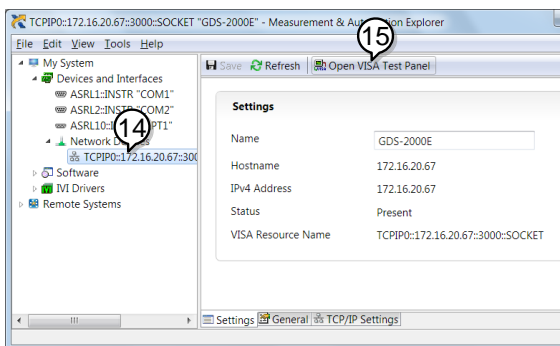 TCPIP0::172.16.20.67::3000::SOCKET "GDS-2000E" - Measurement & Automation Explorer
15
File Edit View Tools Help
My System
Save Refresh Open VISA Test Panel
Devices and Interfaces
ASRL1::INSTR "COM1"
Settings
ASRL2::INSTR "COM2"
ASRL10::I PT1"
14
Name GDS-2000E
Network Devices
TCPIP0::172.16.20.67::300
Hostname 172.16.20.67
Software
IPv4 Address 172.16.20.67
IVI Drivers
Remote Systems
Status Present
VISA Resource Name TCPIP0::172.16.20.67::3000::SOCKET
Settings General TCP/IP Settings